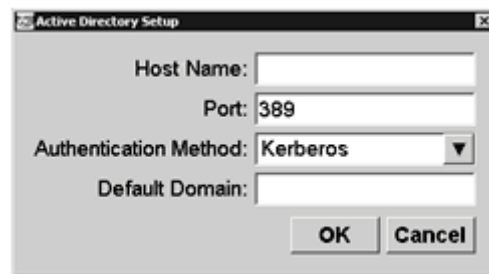 Active Directory Setup
Host Name:
Port: 389
Authentication Method: Kerberos
Default Domain:
OK Cancel